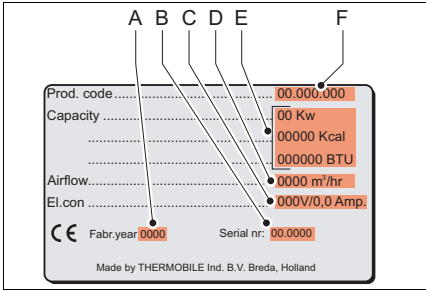 A B C D E F
Prod. code ........................................ 00.000.000
Capacity ........................................ 00 Kw
........................................ 00000 Kcal
........................................ 000000 BTU
Airflow........................................ 0000 m³/hr
El.con ........................................ 000V/0,0 Amp.
CE Fabr.year 0000 Serial nr: 00.0000
Made by THERMOBILE Ind. B.V. Breda, Holland